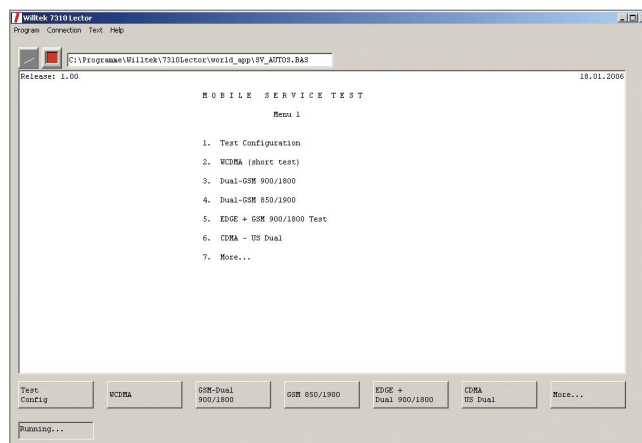 Willtek 7310 Lector
Program Connection Text Help
C:\Programme\Willtek\7310Lector\world_app\SV_AUTOS.BAS
Release: 1.00 18.01.2006
M O B I L E S E R V I C E T E S T
Menu 1
1. Test Configuration
2. WCDMA (short test)
3. Dual-GSM 900/1800
4. Dual-GSM 850/1900
5. EDGE + GSM 900/1800 Test
6. CDMA - US Dual
7. More...
Test
Config
WCDMA
GSM-Dual
900/1800
GSM 850/1900
EDGE +
Dual 900/1800
CDMA
US Dual
More...
Running...